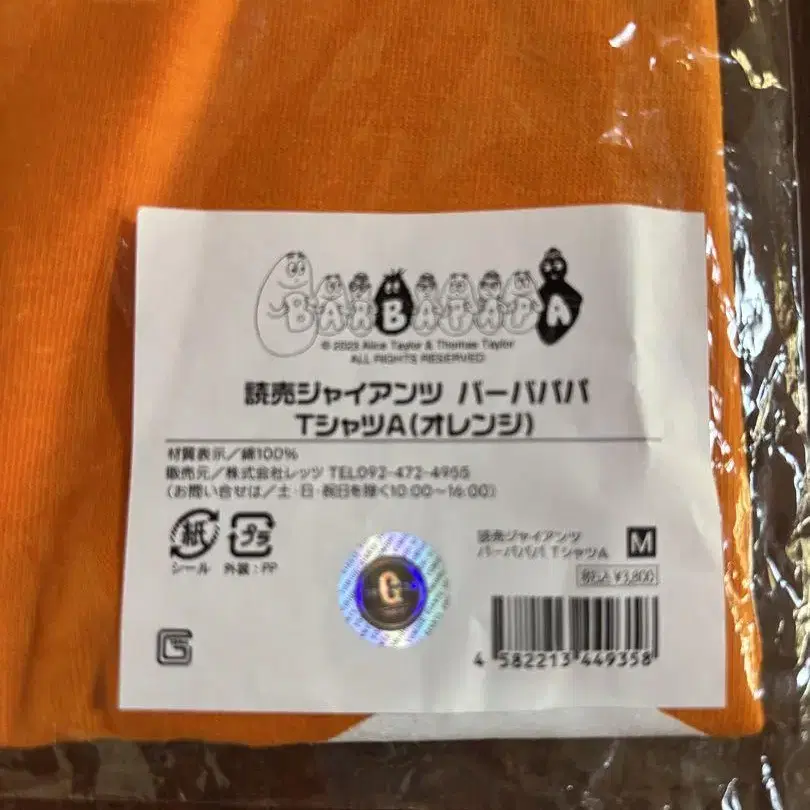 BARBAPAPA
© 2023 Alice Taylor & Thomas Taylor
ALL RIGHTS RESERVED
読売ジャイアンツ バーバパパ
TシャツA(オレンジ)
材質表示/綿100%
販売元/株式会社レッツ TEL092-472-4955
(お問い合せは/土・日・祝日を除く10:00〜16:00)
紙
プラ
シール 外装:PP
読売ジャイアンツ
バーバパパ TシャツA
M
税込 ¥3,800
G
4 582213 449358